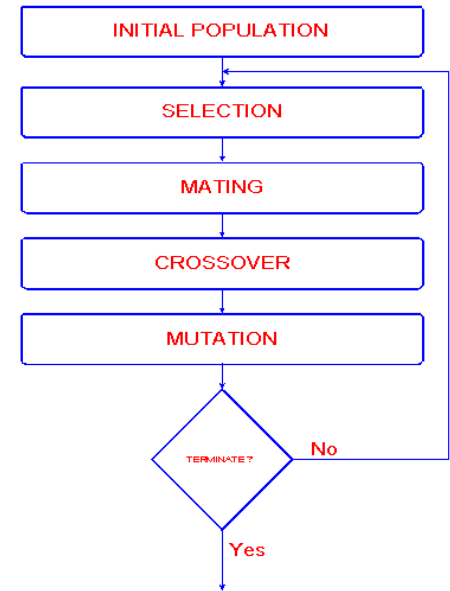 INITIAL POPULATION
SELECTION
MATING
CROSSOVER
MUTATION
TERMINATE?
No
Yes